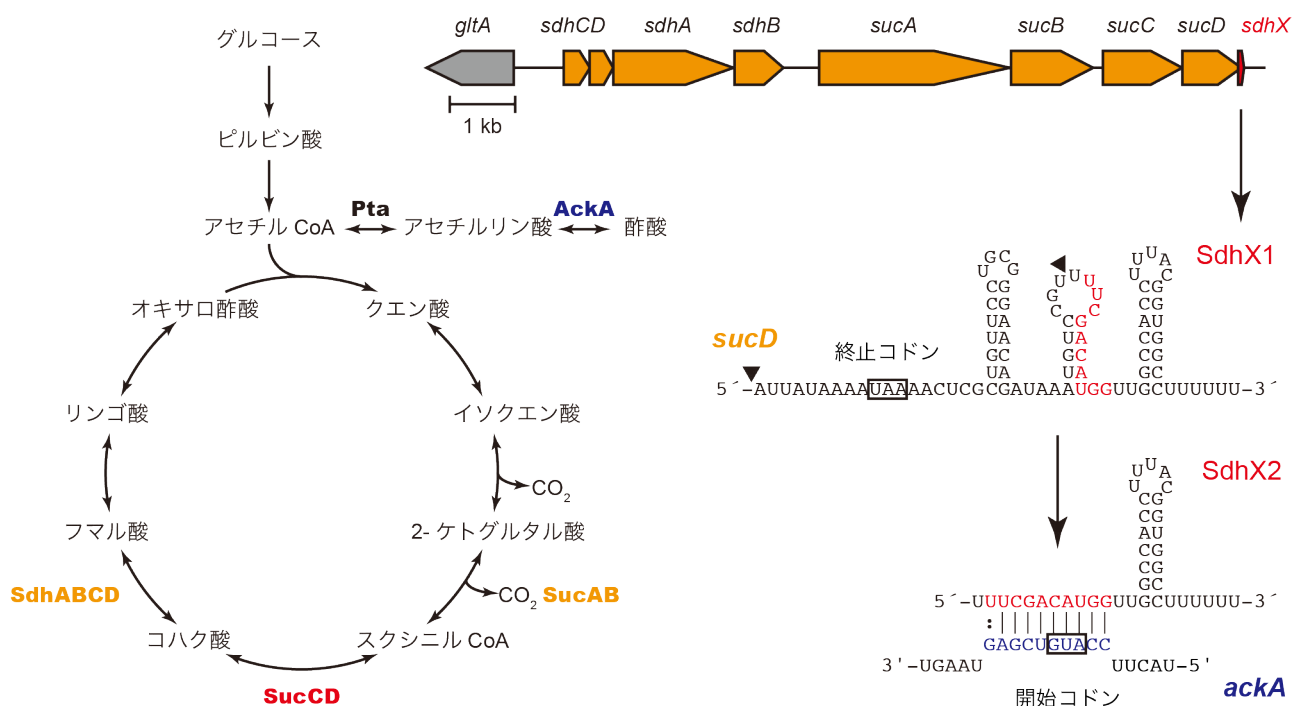 グルコース
ピルビン酸
アセチル CoA
Pta
アセチルリン酸
AckA
酢酸
オキサロ酢酸
クエン酸
リンゴ酸
イソクエン酸
CO2
フマル酸
2- ケトグルタル酸
SdhABCD
CO2
SucAB
コハク酸
スクシニル CoA
SucCD
gltA
sdhCD
sdhA
sdhB
sucA
sucB
sucC
sucD
sdhX
1 kb
SdhX1
sucD
終止コドン
5´-AUUAUAAAAUAAAACUCGCGAUAAAUGGUUGCUUUUUU-3´
SdhX2
5´-UUUCGACAUGGUUGCUUUUUU-3´
GAGCUGUACC
3'-UGAAU
UUCAU-5'
開始コドン
ackA